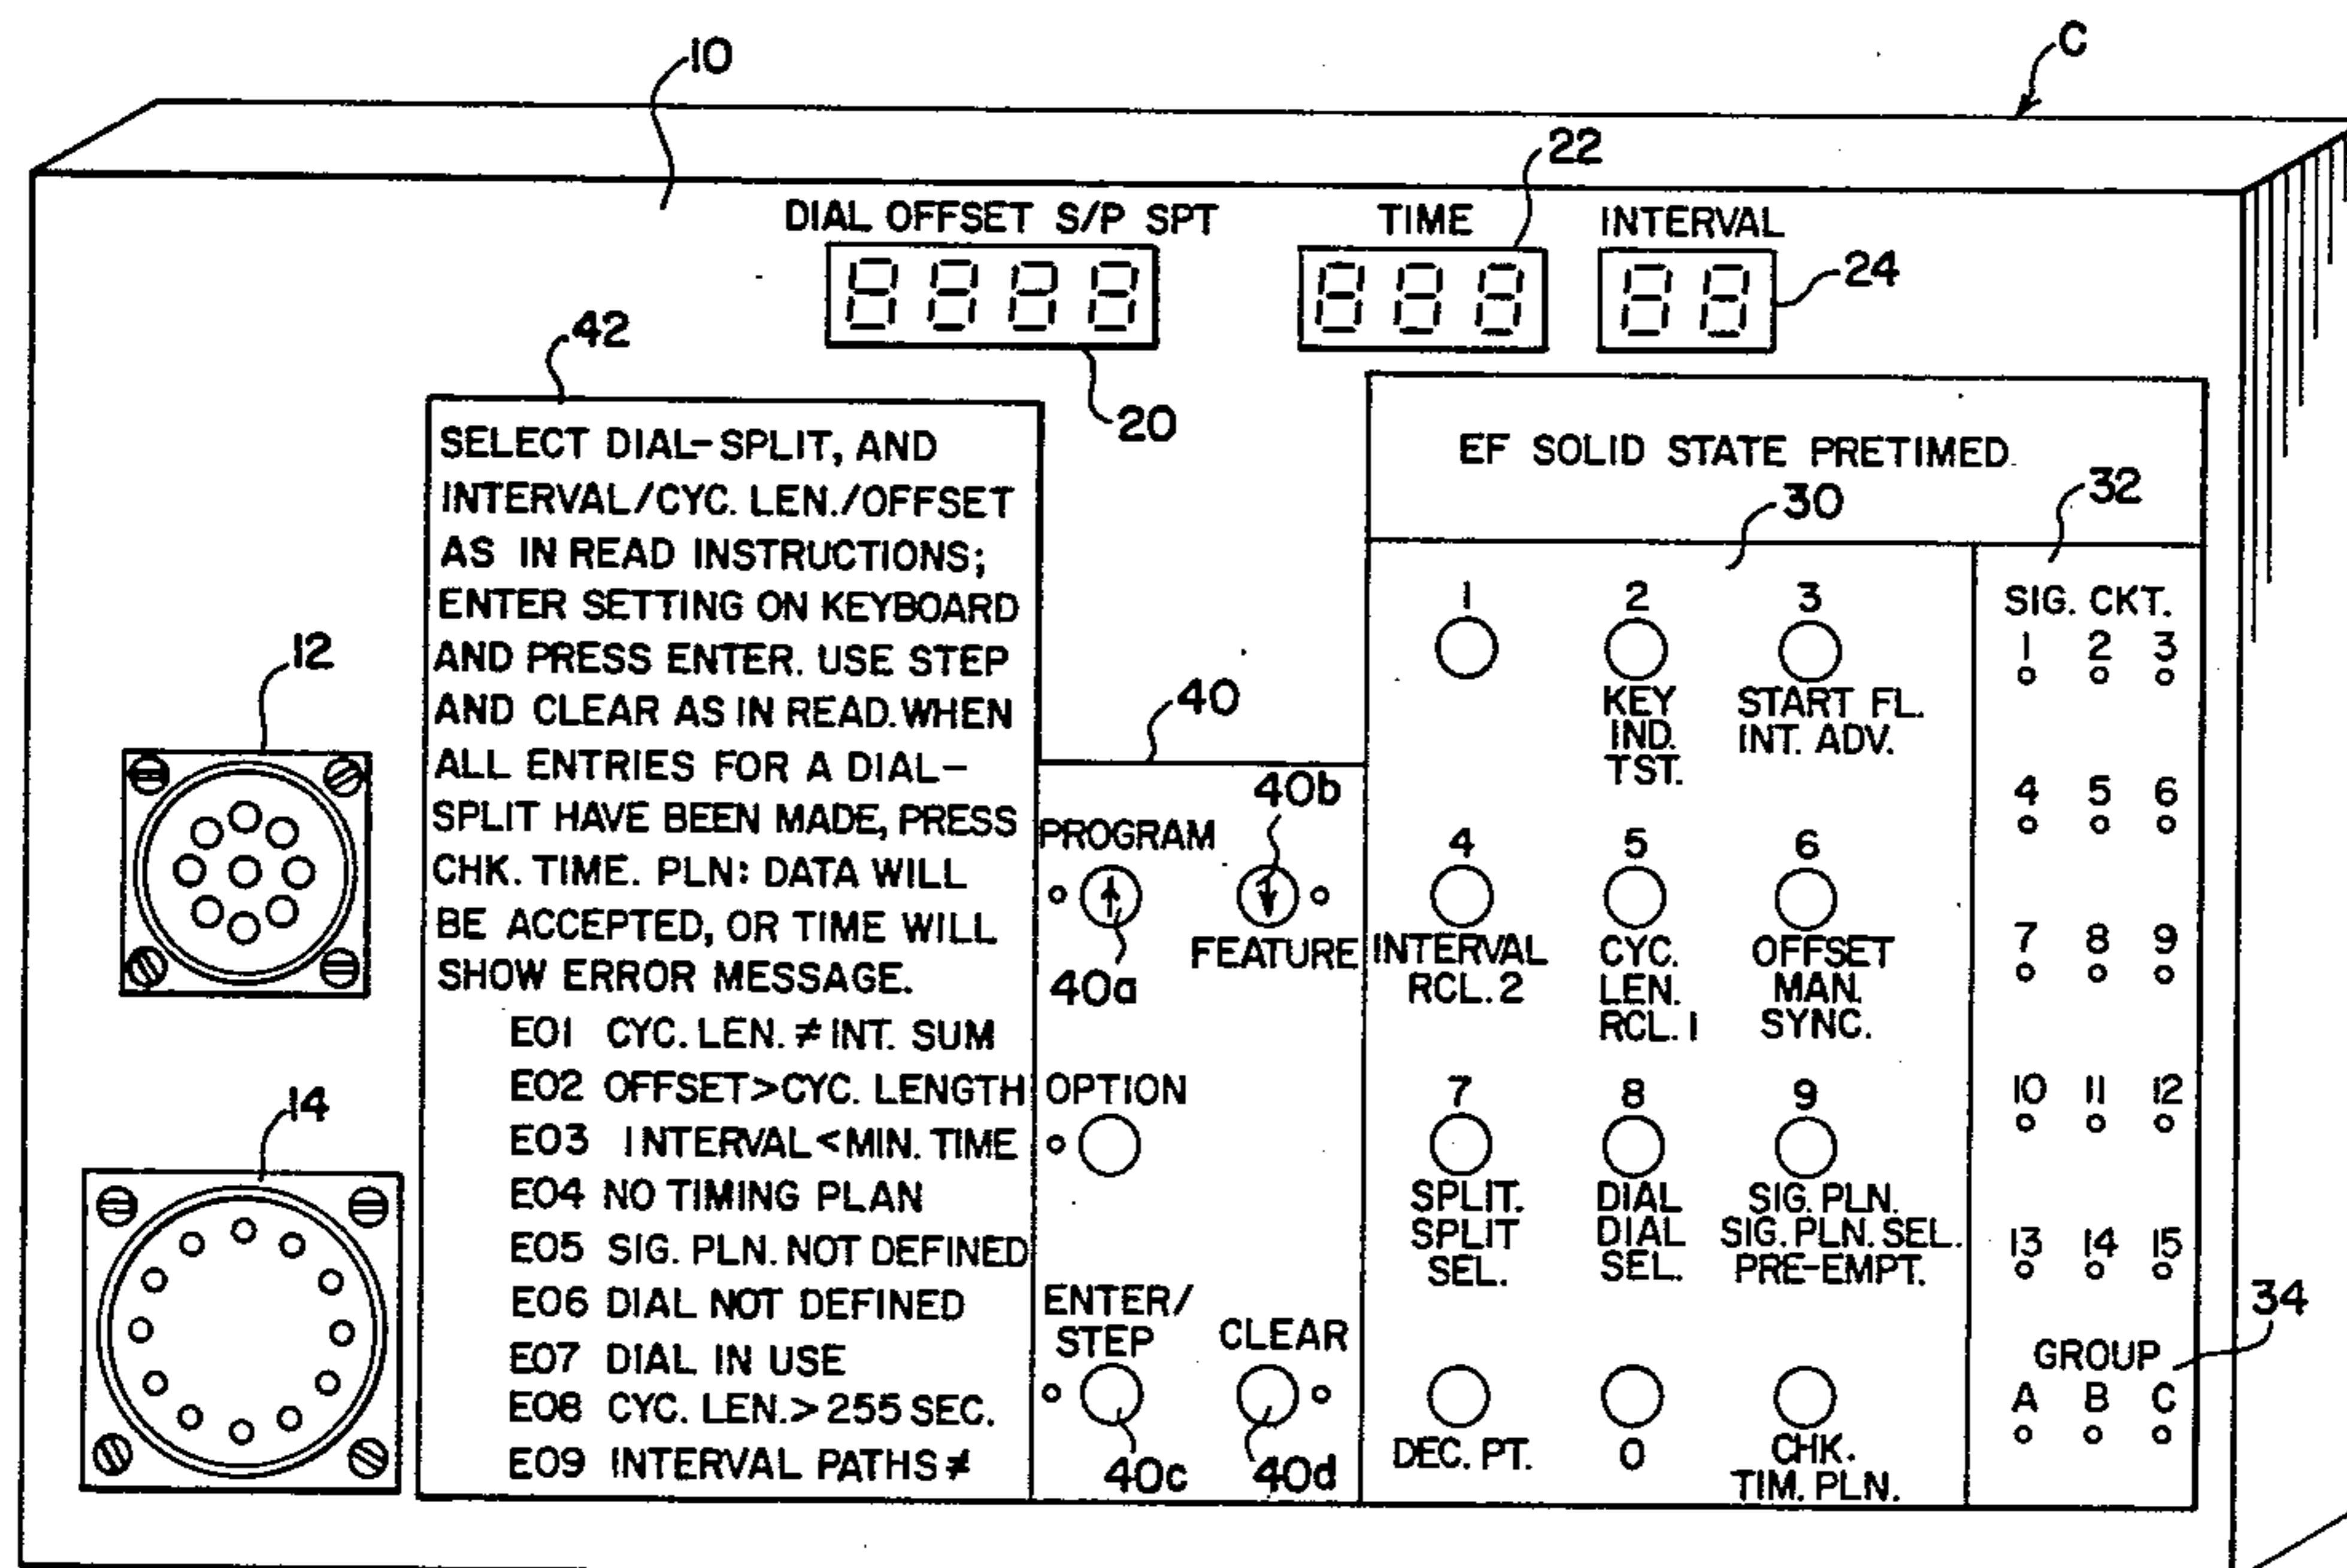 10
C
22
DIAL OFFSET S/P SPT
TIME
INTERVAL
24
20
42
SELECT DIAL-SPLIT, AND
INTERVAL/CYC. LEN./OFFSET
AS IN READ INSTRUCTIONS;
ENTER SETTING ON KEYBOARD
AND PRESS ENTER. USE STEP
AND CLEAR AS IN READ. WHEN
ALL ENTRIES FOR A DIAL-
SPLIT HAVE BEEN MADE, PRESS
CHK. TIME. PLN: DATA WILL
BE ACCEPTED, OR TIME WILL
SHOW ERROR MESSAGE.
E01 CYC. LEN. ≠ INT. SUM
E02 OFFSET>CYC. LENGTH
E03 INTERVAL<MIN. TIME
E04 NO TIMING PLAN
E05 SIG. PLN. NOT DEFINED
E06 DIAL NOT DEFINED
E07 DIAL IN USE
E08 CYC. LEN.> 255 SEC.
E09 INTERVAL PATHS ≠
12
14
40
40b
PROGRAM
FEATURE
40a
OPTION
ENTER/
STEP
CLEAR
40c
40d
EF SOLID STATE PRETIMED
30
32
1 2 3
KEY
IND.
TST.
START FL.
INT. ADV.
4 5 6
INTERVAL
RCL. 2
CYC.
LEN.
RCL. 1
OFFSET
MAN.
SYNC.
7 8 9
SPLIT.
SPLIT
SEL.
DIAL
DIAL
SEL.
SIG. PLN.
SIG. PLN. SEL.
PRE-EMPT.
DEC. PT.
0
CHK.
TIM. PLN.
SIG. CKT.
1 2 3
4 5 6
7 8 9
10 11 12
13 14 15
34
GROUP
A B C